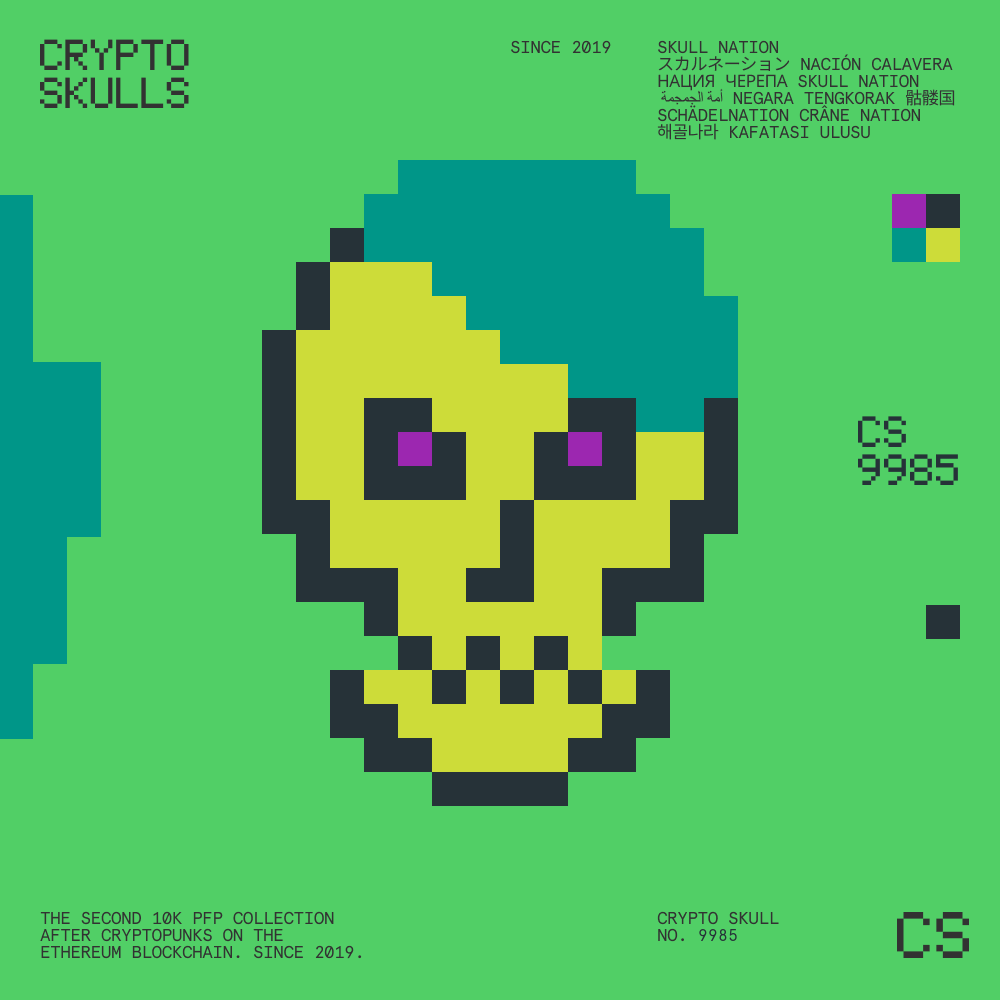 CRYPTO
SKULLS
SINCE 2019
SKULL NATION
スカルネーション NACIÓN CALAVERA
НАЦИЯ ЧЕРЕПА SKULL NATION
أمة الجمجمة NEGARA TENGKORAK 骷髅国
SCHÄDELNATION CRÂNE NATION
해골나라 KAFATASI ULUSU
CS
9985
THE SECOND 10K PFP COLLECTION
AFTER CRYPTOPUNKS ON THE
ETHEREUM BLOCKCHAIN. SINCE 2019.
CRYPTO SKULL
NO. 9985
CS